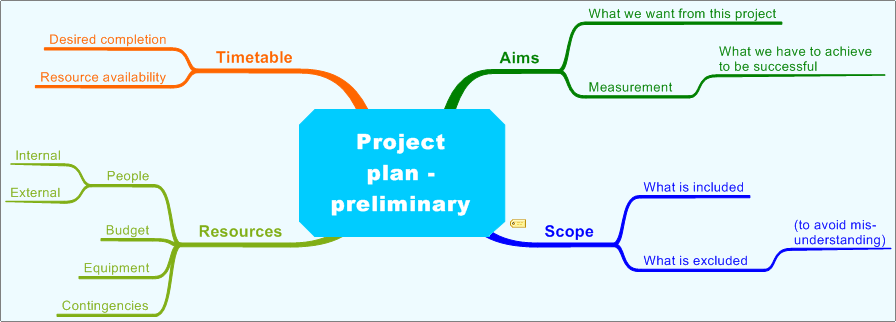 Project
plan -
preliminary
Aims
What we want from this project
Measurement
What we have to achieve
to be successful
Scope
What is included
What is excluded
(to avoid mis-
understanding)
Resources
People
Internal
External
Budget
Equipment
Contingencies
Timetable
Desired completion
Resource availability